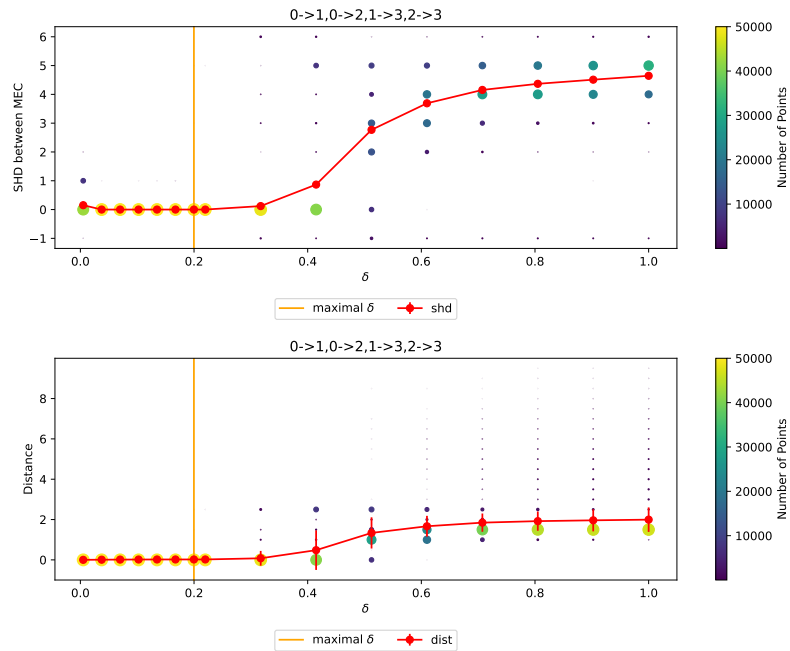 0->1,0->2,1->3,2->3
SHD between MEC
6
5
4
3
2
1
0
−1
0.0 0.2 0.4 0.6 0.8 1.0
δ
maximal δ shd
50000
40000
30000
20000
10000
Number of Points
0->1,0->2,1->3,2->3
Distance
8
6
4
2
0
0.0 0.2 0.4 0.6 0.8 1.0
δ
maximal δ dist
50000
40000
30000
20000
10000
Number of Points